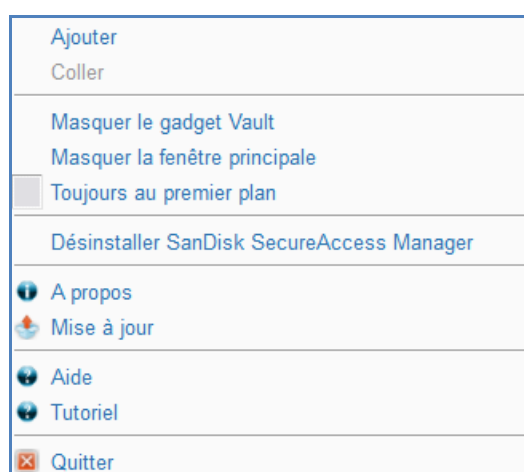 Ajouter
Coller
Masquer le gadget Vault
Masquer la fenêtre principale
Toujours au premier plan
Désinstaller SanDisk SecureAccess Manager
A propos
Mise à jour
Aide
Tutoriel
Quitter